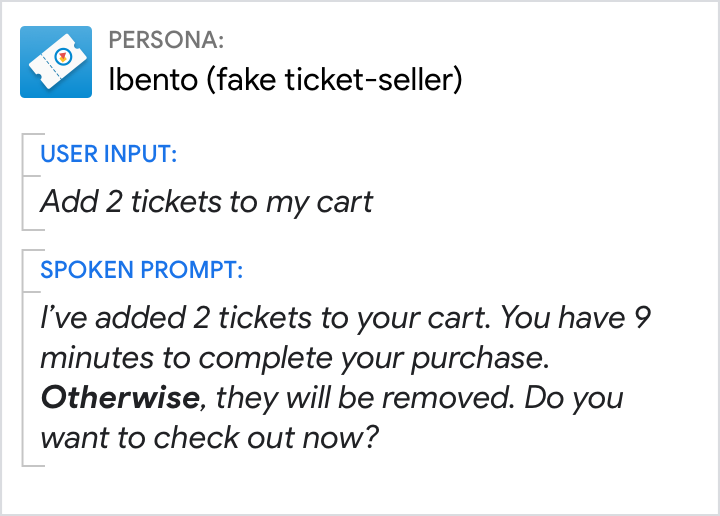 PERSONA:
Ibento (fake ticket-seller)
USER INPUT:
Add 2 tickets to my cart
SPOKEN PROMPT:
I’ve added 2 tickets to your cart. You have 9
minutes to complete your purchase.
Otherwise, they will be removed. Do you
want to check out now?